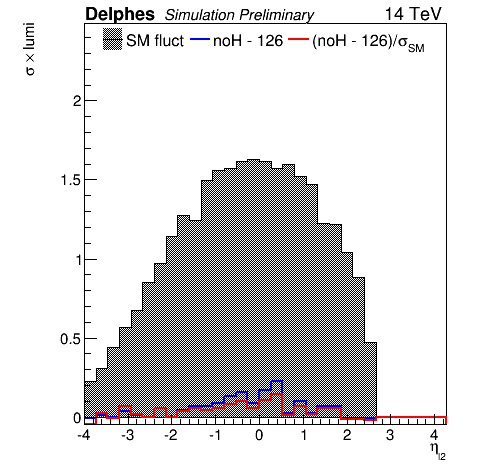 Delphes Simulation Preliminary 14 TeV
σ × lumi
SM fluct noH - 126 (noH - 126)/σSM
2
1.5
1
0.5
0
-4 -3 -2 -1 0 1 2 3 4
ηl2